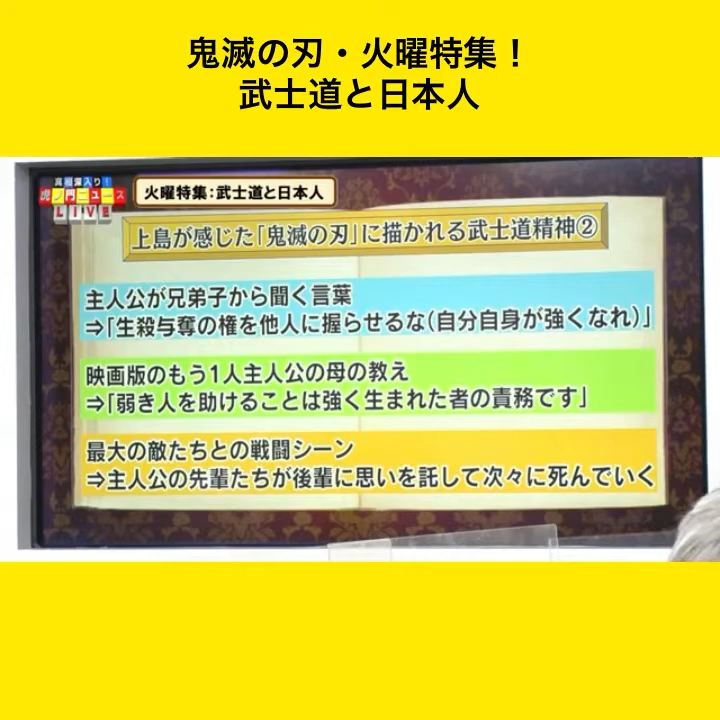 鬼滅の刃・火曜特集!
武士道と日本人
真相深入り!
虎ノ門ニュース
LIVE
火曜特集:武士道と日本人
上島が感じた「鬼滅の刃」に描かれる武士道精神②
主人公が兄弟子から聞く言葉
⇒「生殺与奪の権を他人に握らせるな(自分自身が強くなれ)」
映画版のもう1人主人公の母の教え
⇒「弱き人を助けることは強く生まれた者の責務です」
最大の敵たちとの戦闘シーン
⇒主人公の先輩たちが後輩に思いを託して次々に死んでいく